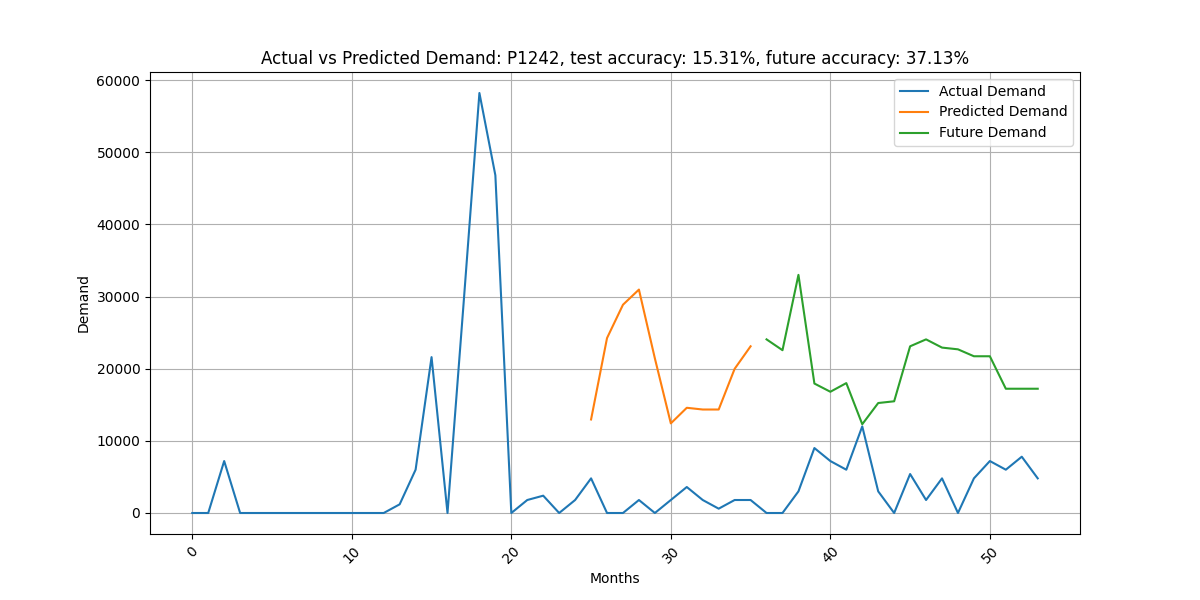 Actual vs Predicted Demand: P1242, test accuracy: 15.31%, future accuracy: 37.13%
Actual Demand
Predicted Demand
Future Demand
Demand
60000
50000
40000
30000
20000
10000
0
0 10 20 30 40 50
Months